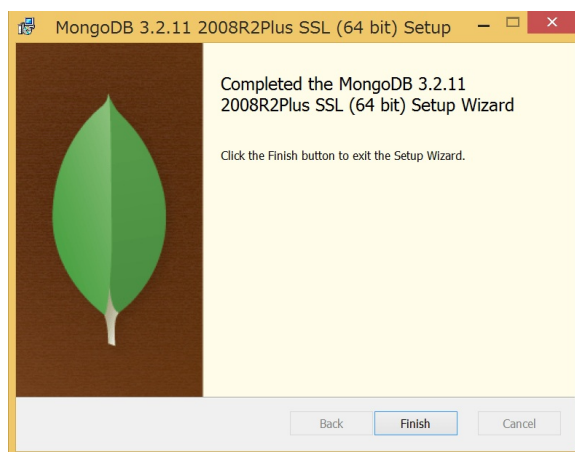 MongoDB 3.2.11 2008R2Plus SSL (64 bit) Setup
Completed the MongoDB 3.2.11
2008R2Plus SSL (64 bit) Setup Wizard
Click the Finish button to exit the Setup Wizard.
Back Finish Cancel